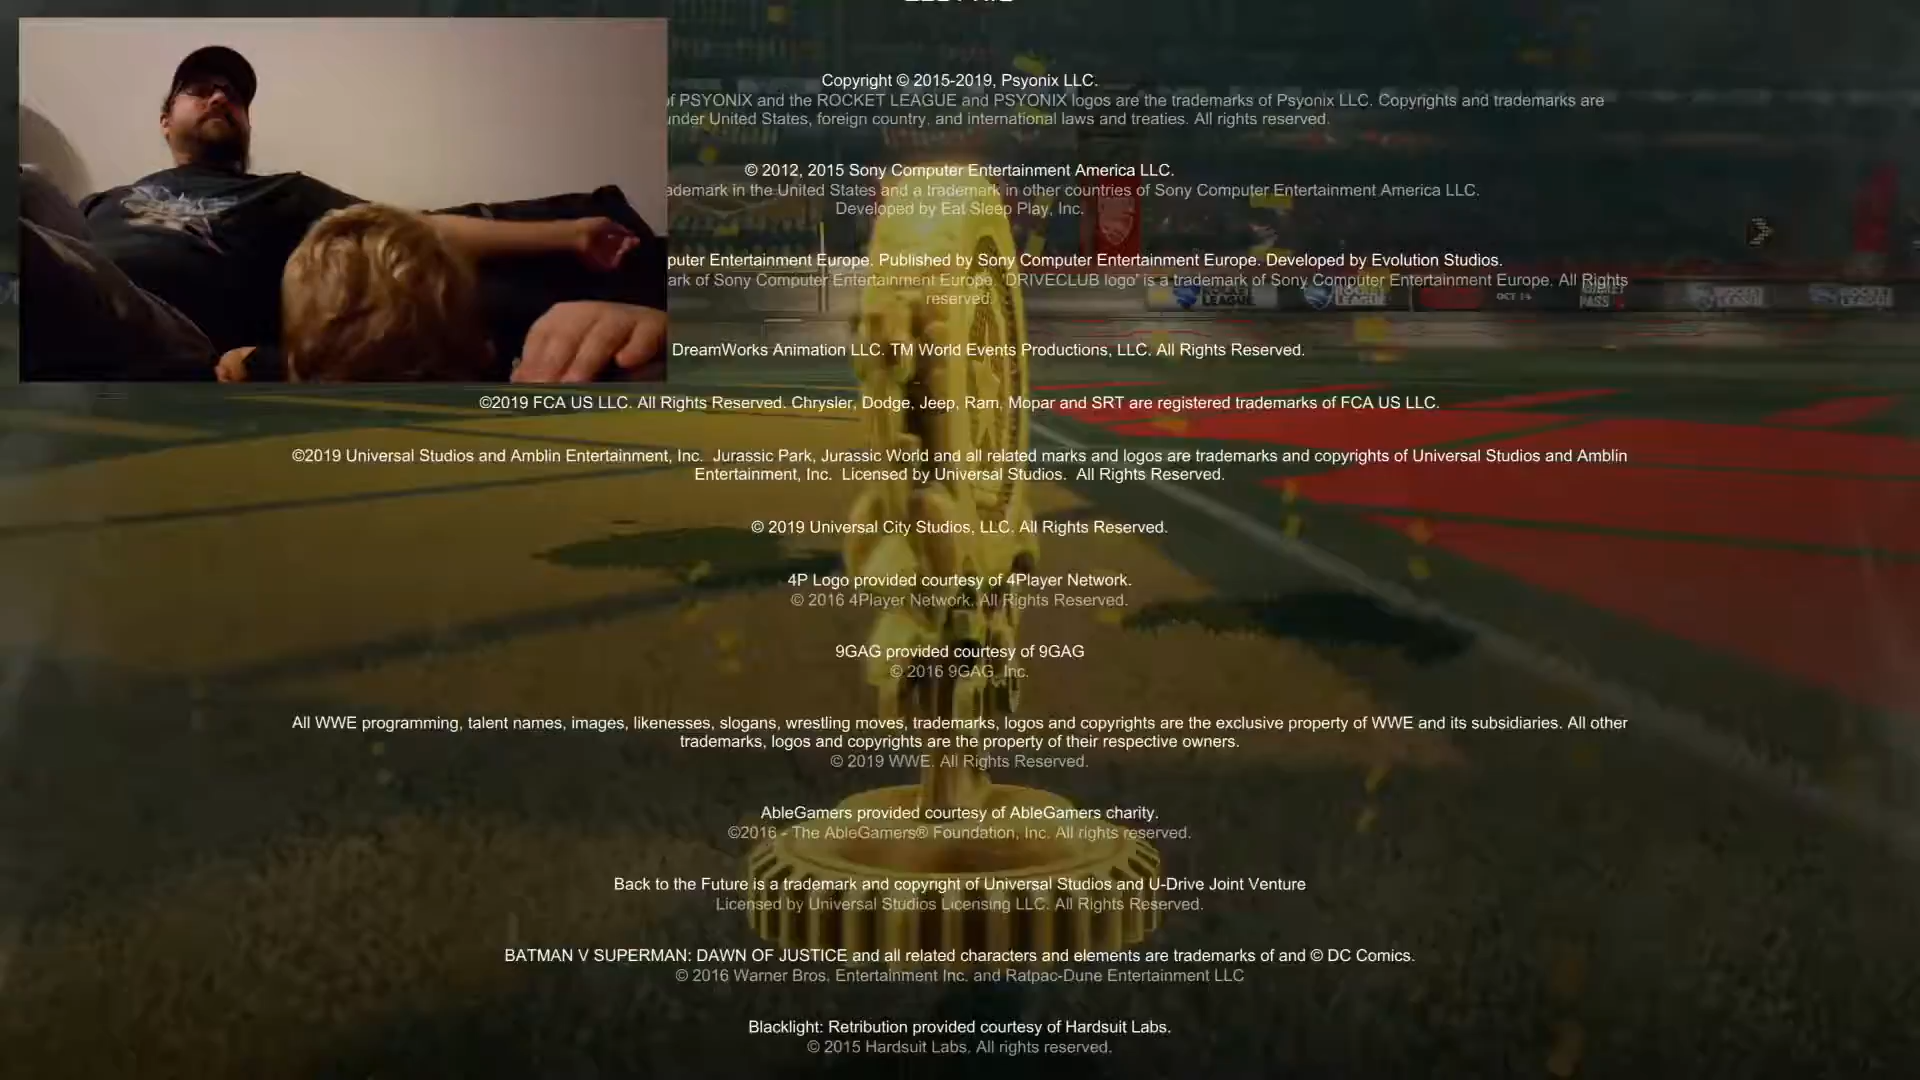 Copyright © 2015-2019, Psyonix LLC.
of PSYONIX and the ROCKET LEAGUE and PSYONIX logos are the trademarks of Psyonix LLC. Copyrights and trademarks are
under United States, foreign country, and international laws and treaties. All rights reserved.
© 2012, 2015 Sony Computer Entertainment America LLC.
ademark in the United States and a trademark in other countries of Sony Computer Entertainment America LLC.
Developed by Eat Sleep Play, Inc.
puter Entertainment Europe. Published by Sony Computer Entertainment Europe. Developed by Evolution Studios.
ark of Sony Computer Entertainment Europe. "DRIVECLUB logo" is a trademark of Sony Computer Entertainment Europe. All Rights
reserved.
ROCKET LEAGUE
ROCKET LEAGUE
OCT 14
ROCKET PASS
ROCKET LEAGUE
ROCKET LEAGUE
DreamWorks Animation LLC. TM World Events Productions, LLC. All Rights Reserved.
©2019 FCA US LLC. All Rights Reserved. Chrysler, Dodge, Jeep, Ram, Mopar and SRT are registered trademarks of FCA US LLC.
©2019 Universal Studios and Amblin Entertainment, Inc. Jurassic Park, Jurassic World and all related marks and logos are trademarks and copyrights of Universal Studios and Amblin
Entertainment, Inc. Licensed by Universal Studios. All Rights Reserved.
© 2019 Universal City Studios, LLC. All Rights Reserved.
4P Logo provided courtesy of 4Player Network.
© 2016 4Player Network. All Rights Reserved.
9GAG provided courtesy of 9GAG
© 2016 9GAG, Inc.
All WWE programming, talent names, images, likenesses, slogans, wrestling moves, trademarks, logos and copyrights are the exclusive property of WWE and its subsidiaries. All other
trademarks, logos and copyrights are the property of their respective owners.
© 2019 WWE. All Rights Reserved.
AbleGamers provided courtesy of AbleGamers charity.
©2016 - The AbleGamers® Foundation, Inc. All rights reserved.
Back to the Future is a trademark and copyright of Universal Studios and U-Drive Joint Venture
Licensed by Universal Studios Licensing LLC. All Rights Reserved.
BATMAN V SUPERMAN: DAWN OF JUSTICE and all related characters and elements are trademarks of and © DC Comics.
© 2016 Warner Bros. Entertainment Inc. and Ratpac-Dune Entertainment LLC
Blacklight: Retribution provided courtesy of Hardsuit Labs.
© 2015 Hardsuit Labs. All rights reserved.